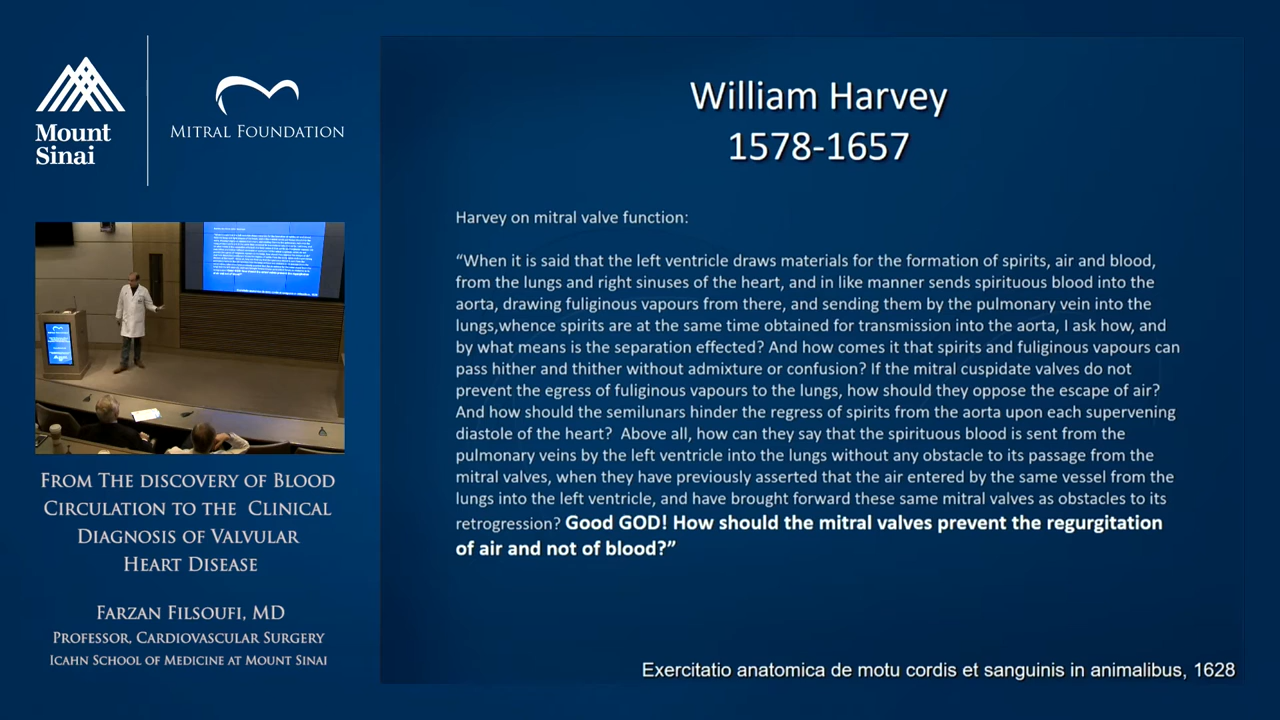 Mount
Sinai
MITRAL FOUNDATION
William Harvey
1578-1657
Harvey on mitral valve function:
“When it is said that the left ventricle draws materials for the formation of spirits, air and blood,
from the lungs and right sinuses of the heart, and in like manner sends spirituous blood into the
aorta, drawing fuliginous vapours from there, and sending them by the pulmonary vein into the
lungs,whence spirits are at the same time obtained for transmission into the aorta, I ask how, and
by what means is the separation effected? And how comes it that spirits and fuliginous vapours can
pass hither and thither without admixture or confusion? If the mitral cuspidate valves do not
prevent the egress of fuliginous vapours to the lungs, how should they oppose the escape of air?
And how should the semilunars hinder the regress of spirits from the aorta upon each supervening
diastole of the heart?  Above all, how can they say that the spirituous blood is sent from the
pulmonary veins by the left ventricle into the lungs without any obstacle to its passage from the
mitral valves, when they have previously asserted that the air entered by the same vessel from the
lungs into the left ventricle, and have brought forward these same mitral valves as obstacles to its
retrogression? Good GOD! How should the mitral valves prevent the regurgitation
of air and not of blood?”
Exercitatio anatomica de motu cordis et sanguinis in animalibus, 1628
FROM THE DISCOVERY OF BLOOD
CIRCULATION TO THE CLINICAL
DIAGNOSIS OF VALVULAR
HEART DISEASE
FARZAN FILSOUFI, MD
PROFESSOR, CARDIOVASCULAR SURGERY
ICAHN SCHOOL OF MEDICINE AT MOUNT SINAI